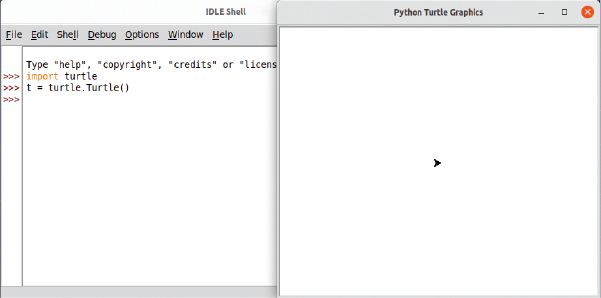 IDLE Shell
File Edit Shell Debug Options Window Help
Type "help", "copyright", "credits" or "licens
>>> import turtle
>>> t = turtle.Turtle()
>>>
Python Turtle Graphics